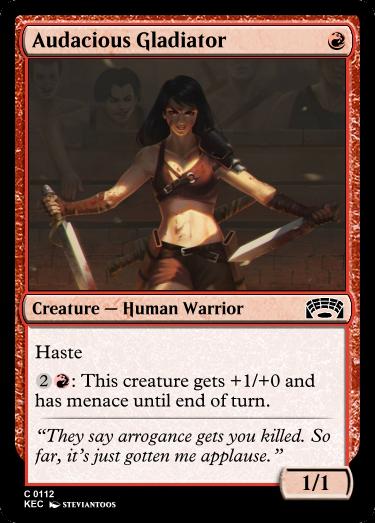 Audacious Gladiator
Creature — Human Warrior
Haste
2 : This creature gets +1/+0 and
has menace until end of turn.
“They say arrogance gets you killed. So
far, it’s just gotten me applause.”
1/1
C 0112
KEC STEVIANTOOS